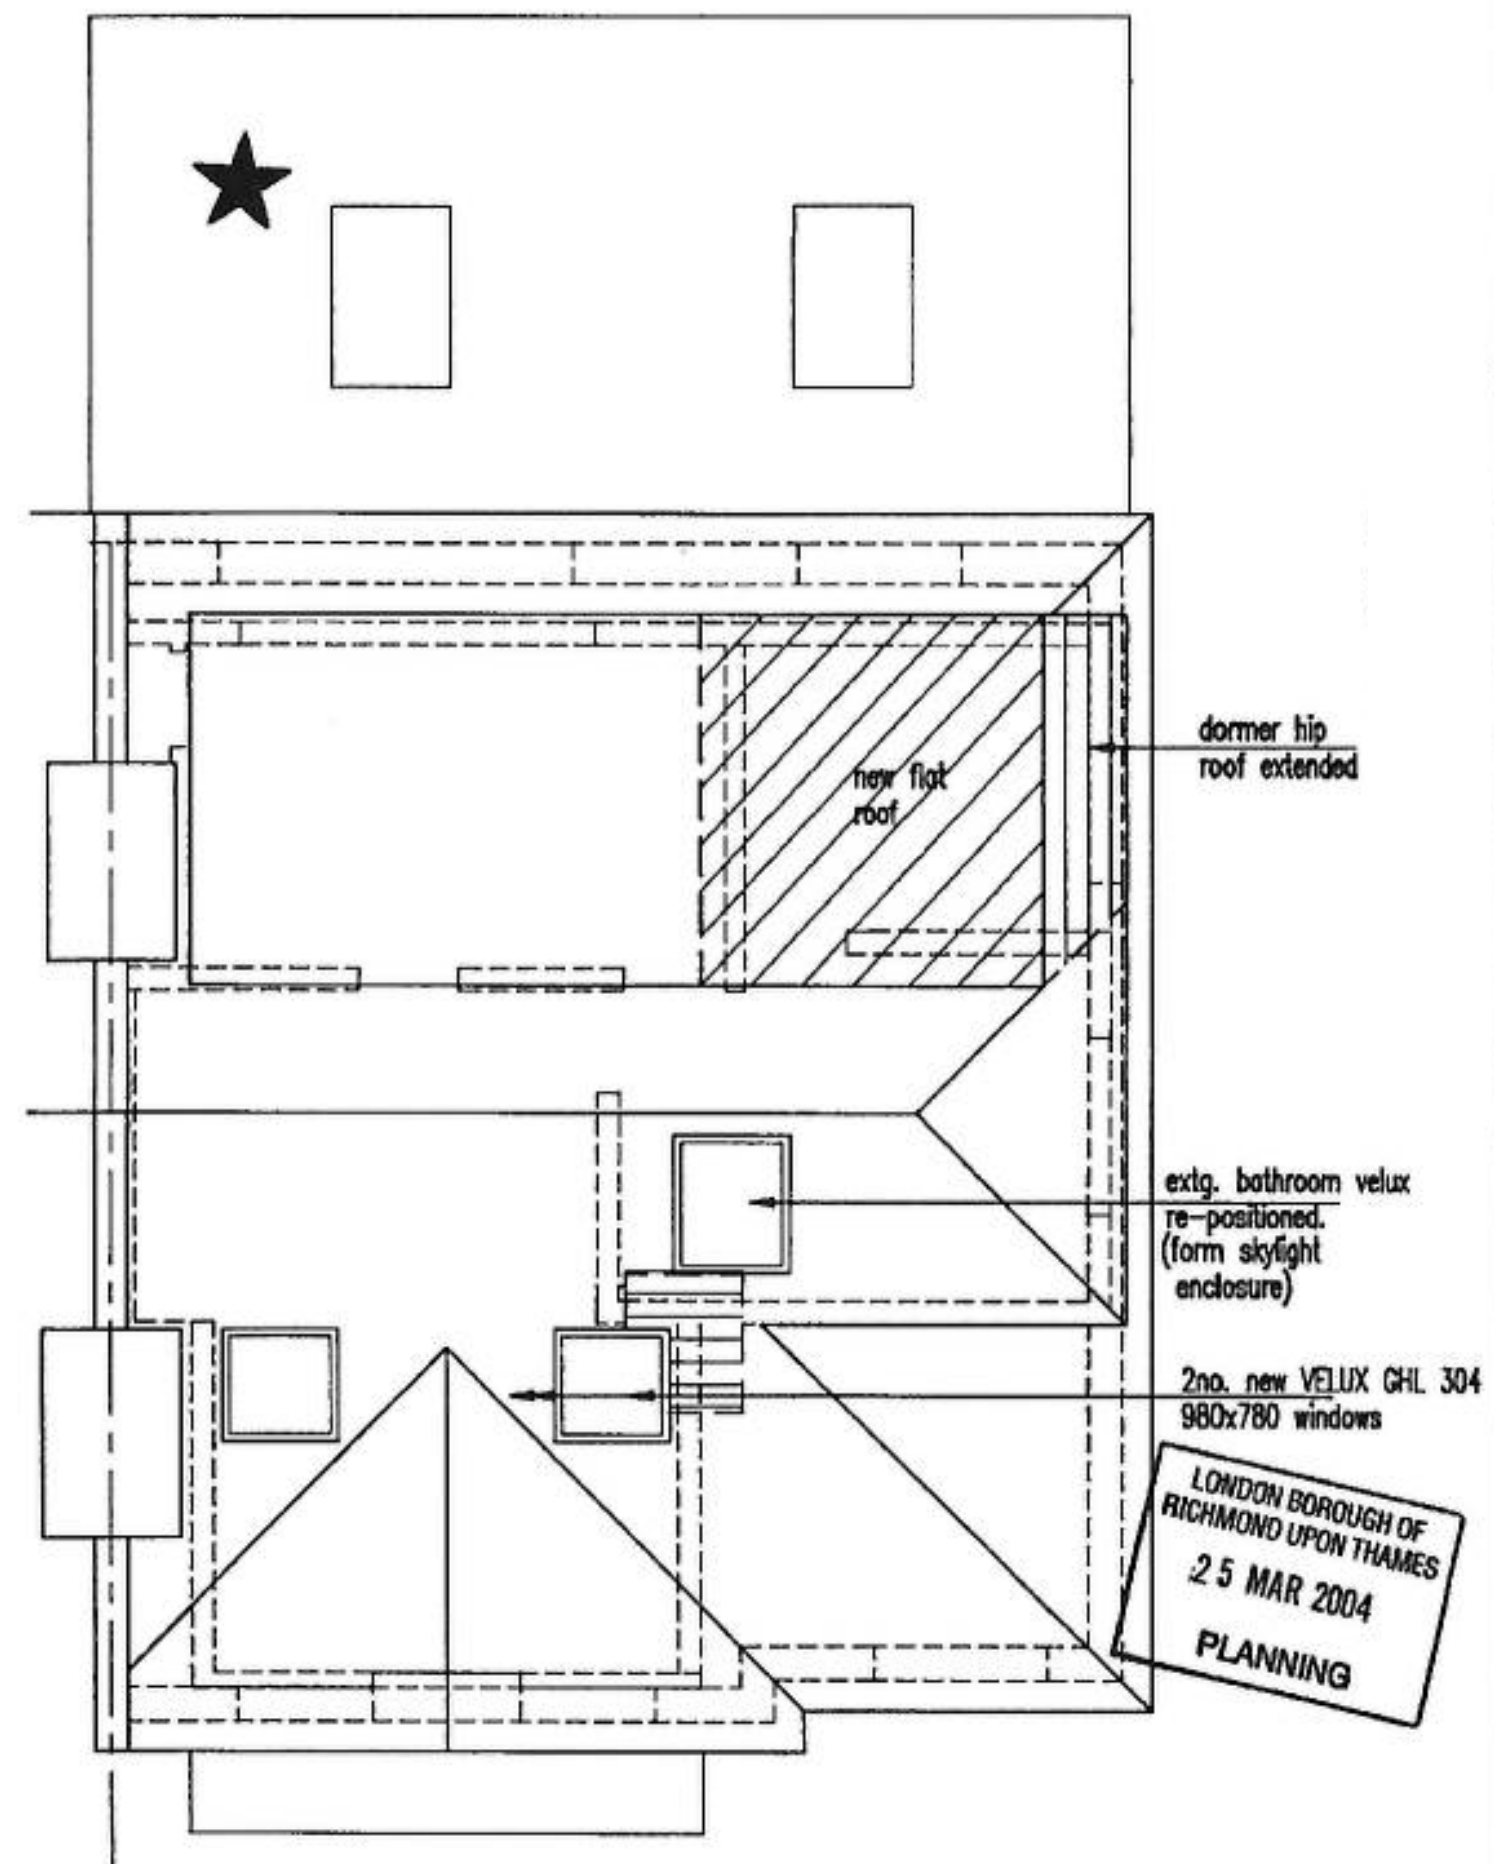 new flat
roof
dormer hip
roof extended
extg. bathroom velux
re-positioned.
(form skylight
enclosure)
2no. new VELUX GHL 304
980x780 windows
LONDON BOROUGH OF
RICHMOND UPON THAMES
25 MAR 2004
PLANNING